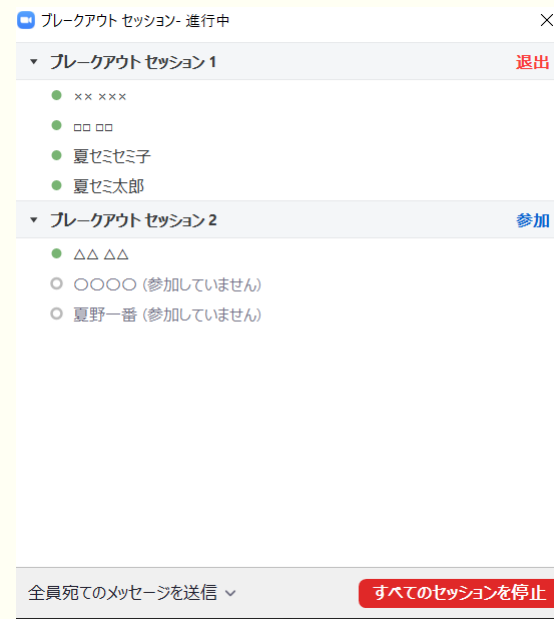 ブレークアウト セッション- 進行中
ブレークアウト セッション 1 退出
×× ×××
□□ □□
夏セミセミ子
夏セミ太郎
ブレークアウト セッション 2 参加
△△ △△
〇〇〇〇 (参加していません)
夏野一番 (参加していません)
全員宛てのメッセージを送信
すべてのセッションを停止